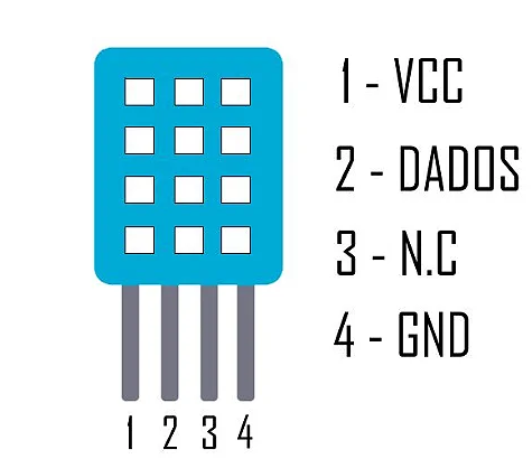 1 - VCC
2 - DADOS
3 - N.C
4 - GND
1 2 3 4